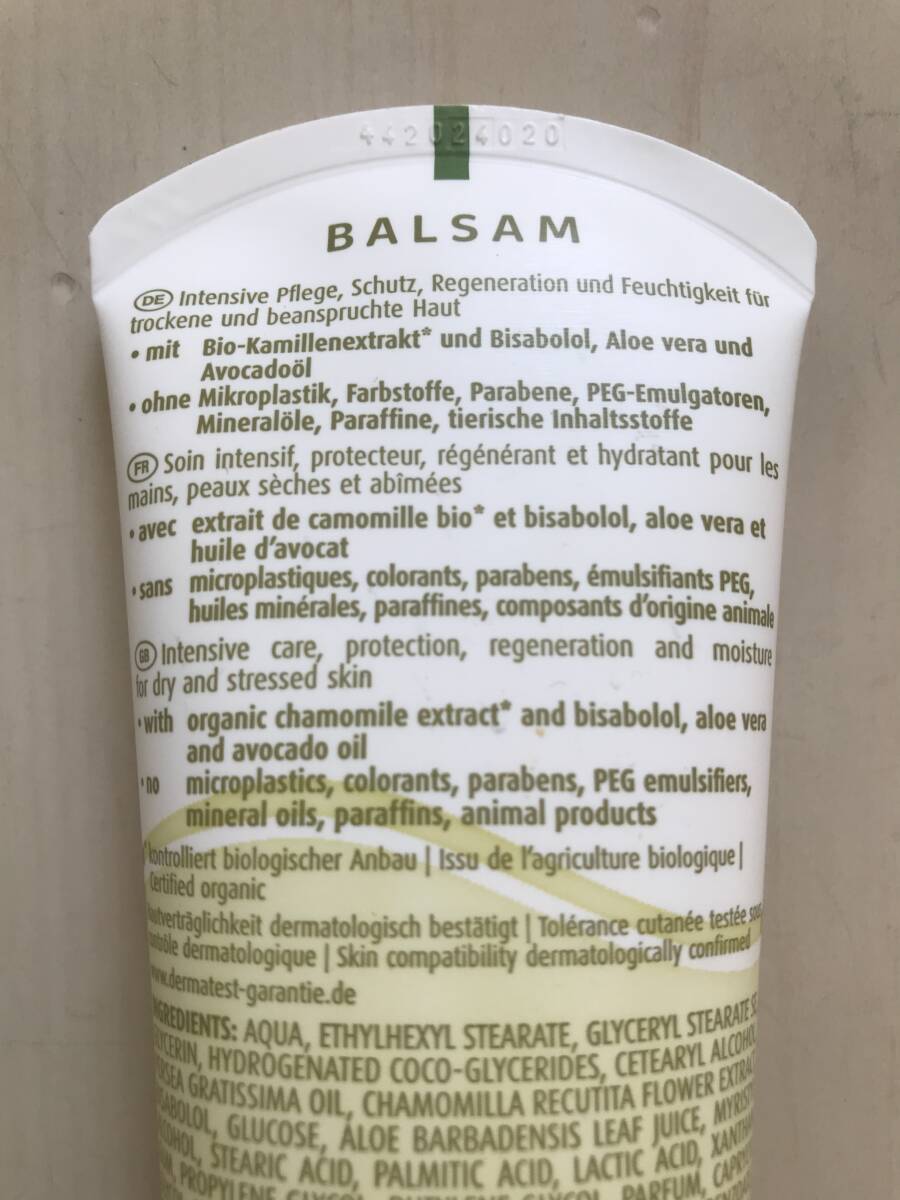 442024020
BALSAM
DE Intensive Pflege, Schutz, Regeneration und Feuchtigkeit für
trockene und beanspruchte Haut
• mit Bio-Kamillenextrakt* und Bisabolol, Aloe vera und
Avocadoöl
• ohne Mikroplastik, Farbstoffe, Parabene, PEG-Emulgatoren,
Mineralöle, Paraffine, tierische Inhaltsstoffe
FR Soin intensif, protecteur, régénérant et hydratant pour les
mains, peaux sèches et abîmées
• avec extrait de camomille bio* et bisabolol, aloe vera et
huile d'avocat
• sans microplastiques, colorants, parabens, émulsifiants PEG,
huiles minérales, paraffines, composants d'origine animale
GB Intensive care, protection, regeneration and moisture
for dry and stressed skin
• with organic chamomile extract* and bisabolol, aloe vera
and avocado oil
• no microplastics, colorants, parabens, PEG emulsifiers,
mineral oils, paraffins, animal products
* kontrolliert biologischer Anbau | Issu de l'agriculture biologique |
Certified organic
dermatologisch bestätigt | Tolérance cutanée testée
dermatologique | Skin compatibility dermatologically confirmed
www.dermatest-garantie.de
INGREDIENTS: AQUA, ETHYLHEXYL STEARATE, GLYCERYL STEARATE SE,
HYDROGENATED COCO-GLYCERIDES, CETEARYL ALCOHOL,
GRATISSIMA OIL, CHAMOMILLA RECUTITA FLOWER
GLUCOSE, ALOE BARBADENSIS LEAF JUICE,
STEARIC ACID, PALMITIC ACID, LACTIC ACID,
PROPYLENE GLYCOL, GLYCOL, PARFUM,